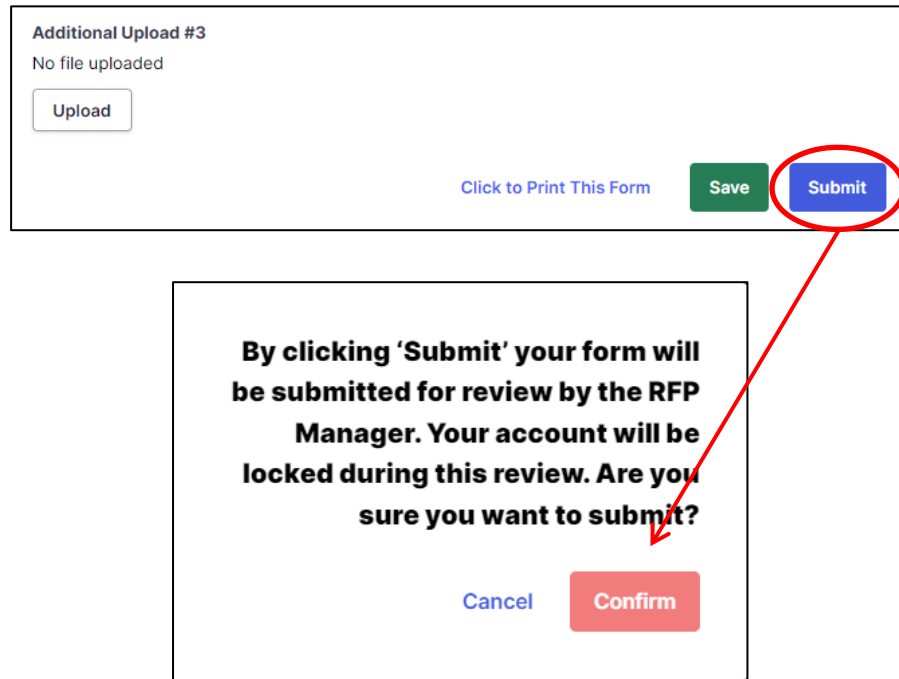 Additional Upload #3
No file uploaded
Upload
Click to Print This Form Save Submit
By clicking ‘Submit’ your form will
be submitted for review by the RFP
Manager. Your account will be
locked during this review. Are you
sure you want to submit?
Cancel Confirm